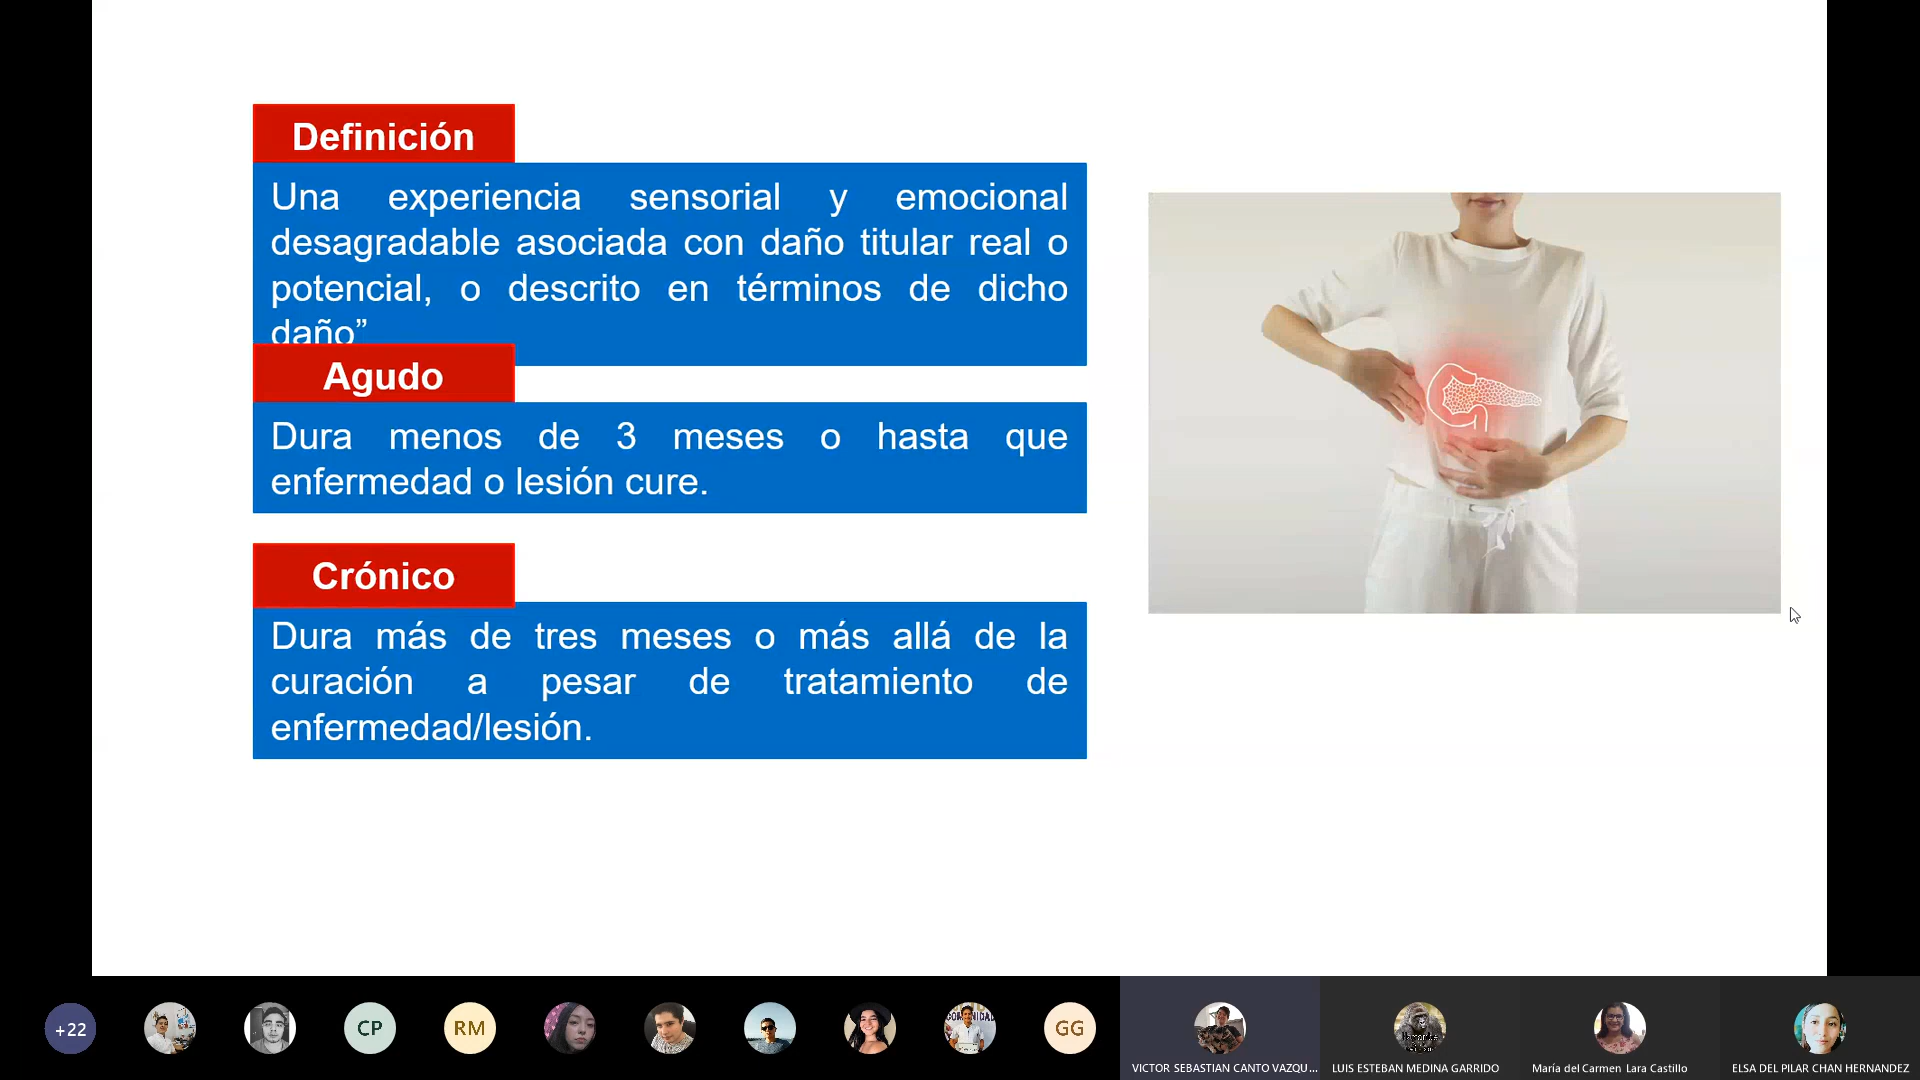 Definición
Una experiencia sensorial y emocional
desagradable asociada con daño titular real o
potencial, o descrito en términos de dicho
daño”
Agudo
Dura menos de 3 meses o hasta que
enfermedad o lesión cure.
Crónico
Dura más de tres meses o más allá de la
curación a pesar de tratamiento de
enfermedad/lesión.
+22
CP
RM
GG
VICTOR SEBASTIAN CANTO VAZQU...
LUIS ESTEBAN MEDINA GARRIDO
María del Carmen Lara Castillo
ELSA DEL PILAR CHAN HERNANDEZ